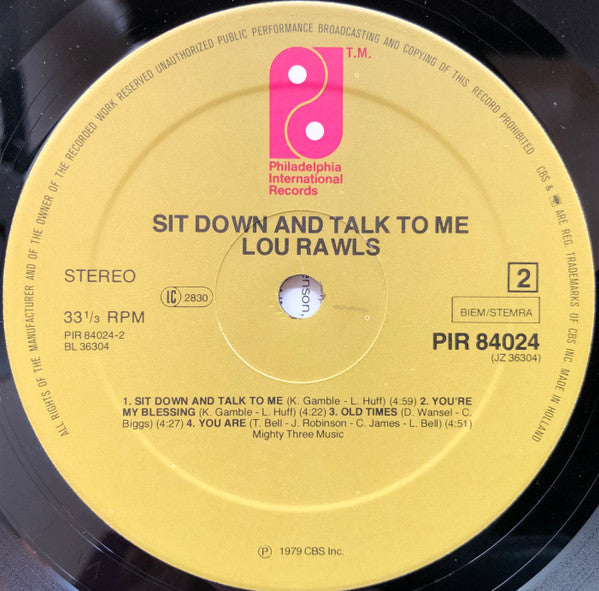 ALL RIGHTS OF THE MANUFACTURER AND OF THE OWNER OF THE RECORDED WORK RESERVED UNAUTHORIZED PUBLIC PERFORMANCE BROADCASTING AND COPYING OF THIS RECORD PROHIBITED CBS & ARE REG. TRADEMARKS OF CBS INC. MADE IN HOLLAND
T.M.
Philadelphia
International
Records
SIT DOWN AND TALK TO ME
LOU RAWLS
STEREO
LC 2830
2
33 1/3 RPM
BIEM/STEMRA
PIR 84024-2
BL 36304
PIR 84024
(JZ 36304)
1. SIT DOWN AND TALK TO ME (K. Gamble - L. Huff) (4:59) 2. YOU'RE
MY BLESSING (K. Gamble - L. Huff) (4:22) 3. OLD TIMES (D. Wansel - C.
Biggs) (4:27) 4. YOU ARE (T. Bell - J. Robinson - C. James - L. Bell) (4:51)
Mighty Three Music
℗ 1979 CBS Inc.